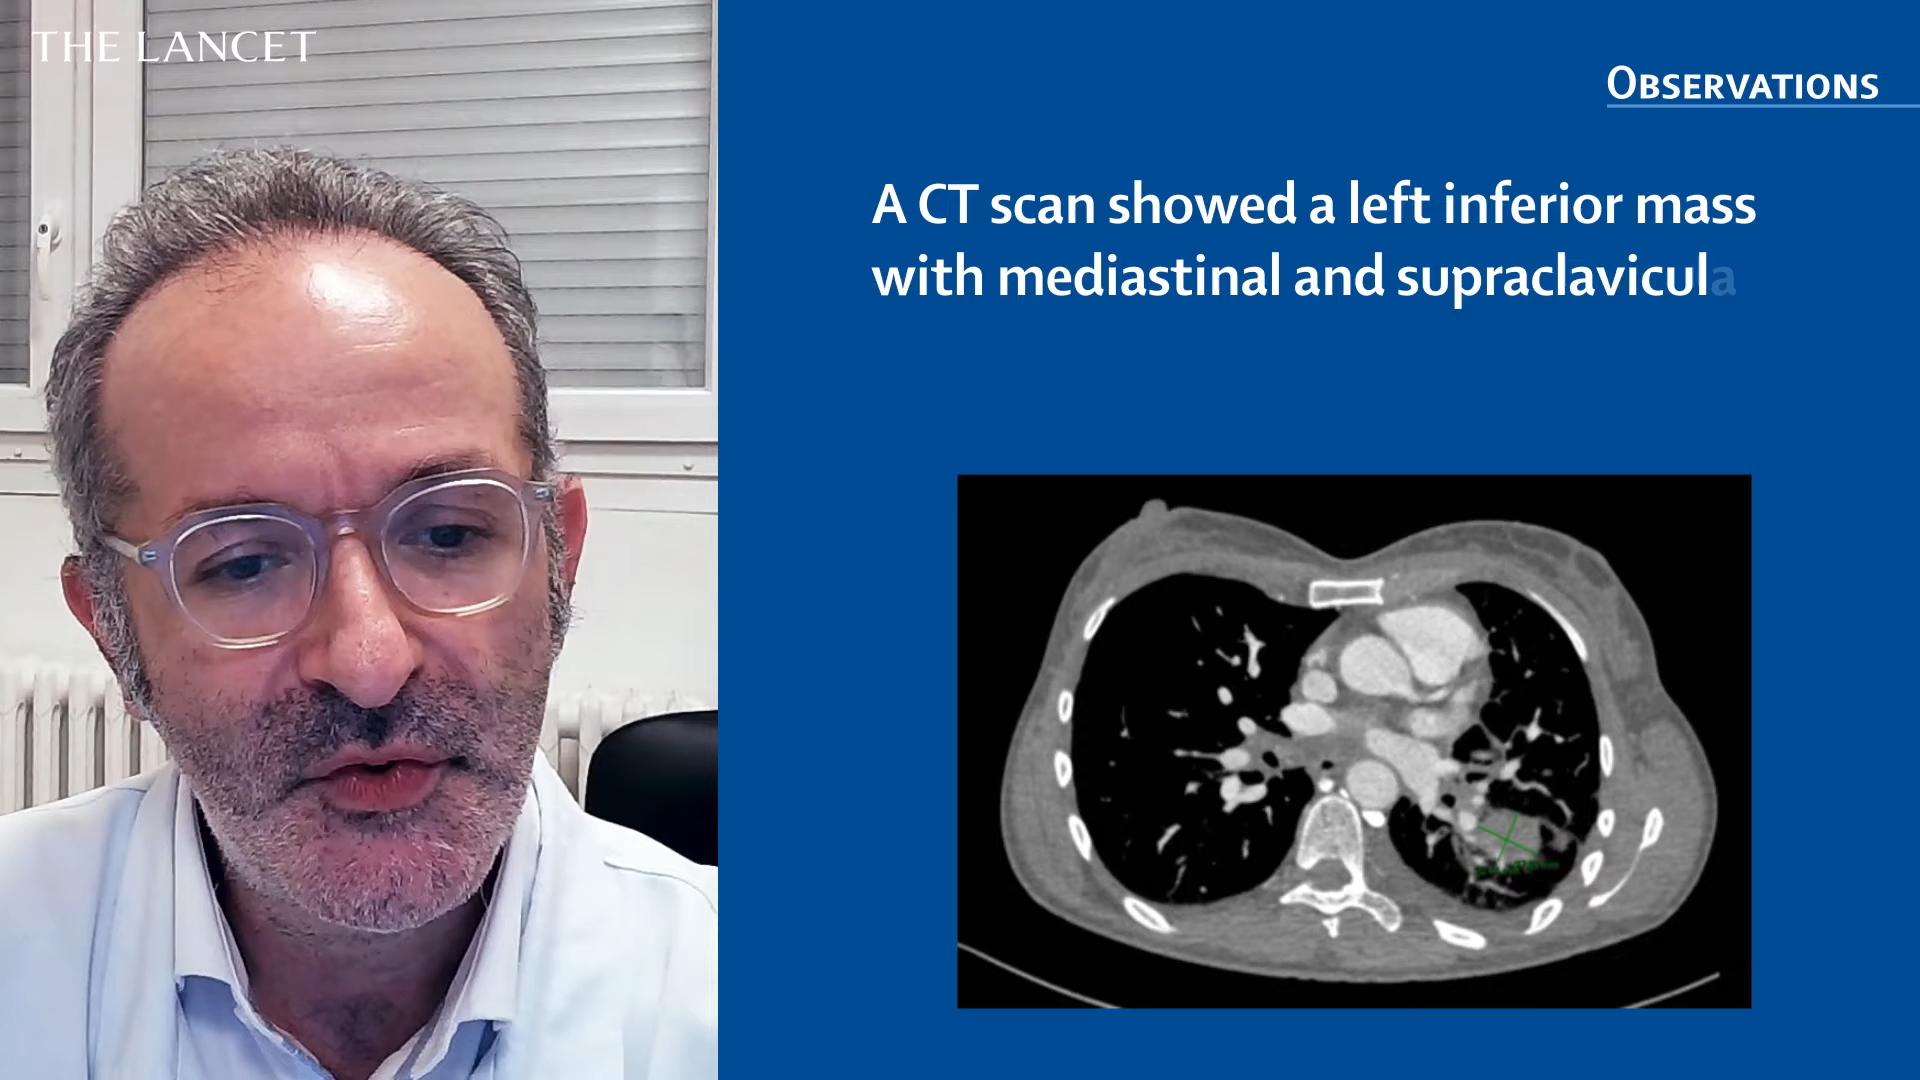 THE LANCET
OBSERVATIONS
A CT scan showed a left inferior mass
with mediastinal and supraclavicula